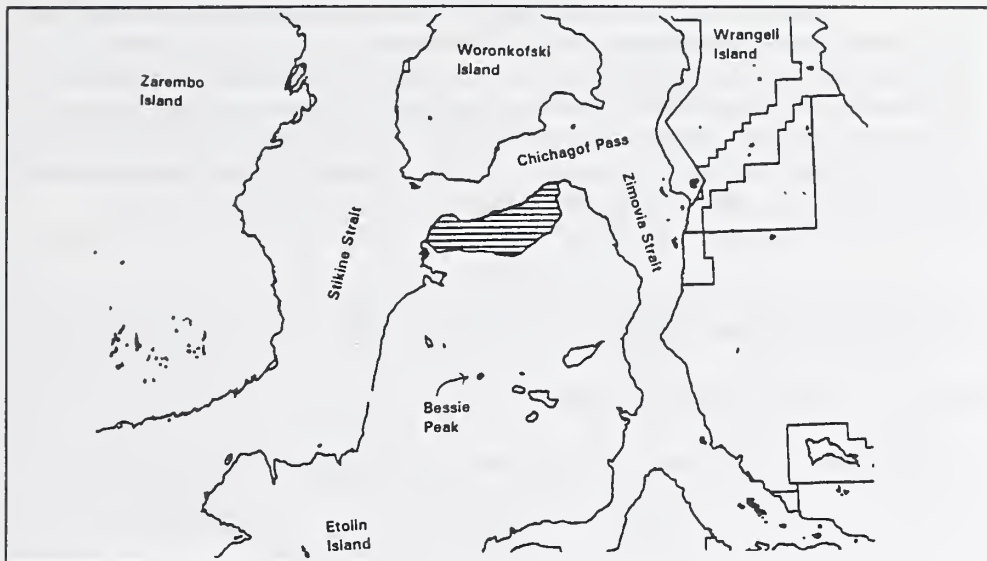 Zarembo
Island
Woronkofski
Island
Wrangell
Island
Chichagof Pass
Zimovia Strait
Stikine Strait
Bessie
Peak
Etolin
Island